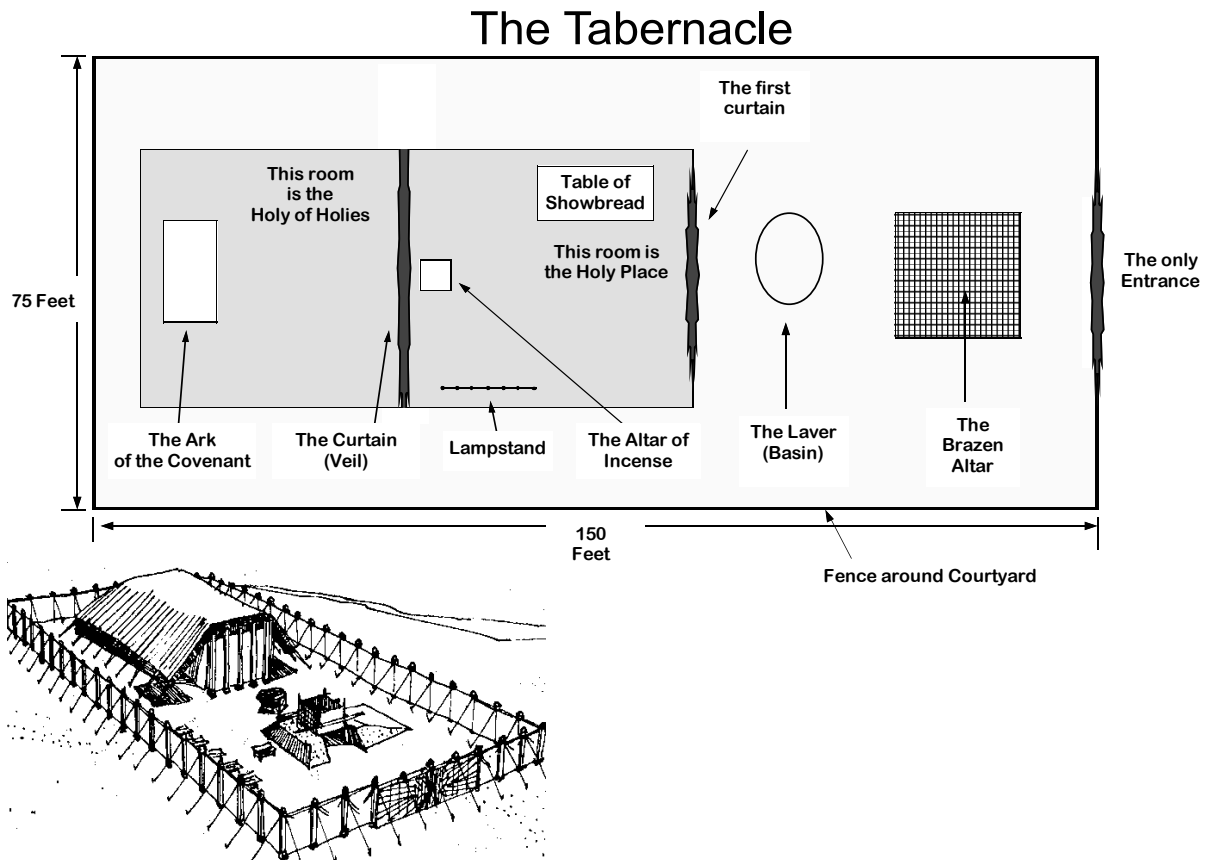 The Tabernacle
The first
curtain
This room
is the
Holy of Holies
Table of
Showbread
This room is
the Holy Place
The only
Entrance
75 Feet
The Ark
of the Covenant
The Curtain
(Veil)
Lampstand
The Altar of
Incense
The Laver
(Basin)
The
Brazen
Altar
150
Feet
Fence around Courtyard